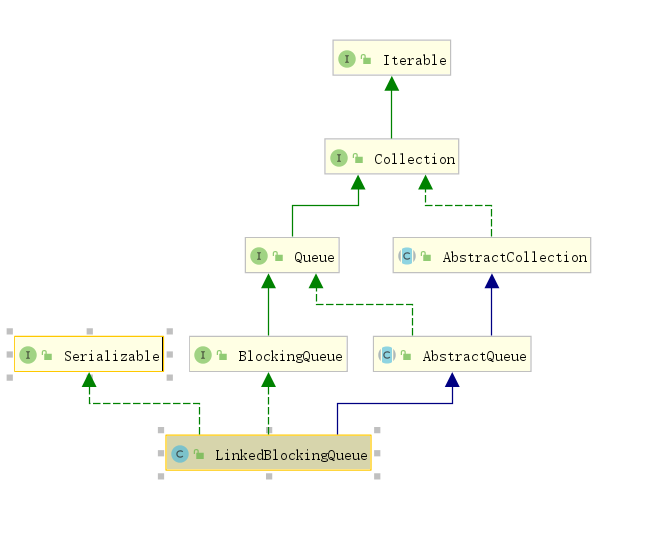 I Iterable
I Collection
I Queue
C AbstractCollection
I Serializable
I BlockingQueue
C AbstractQueue
C LinkedBlockingQueue